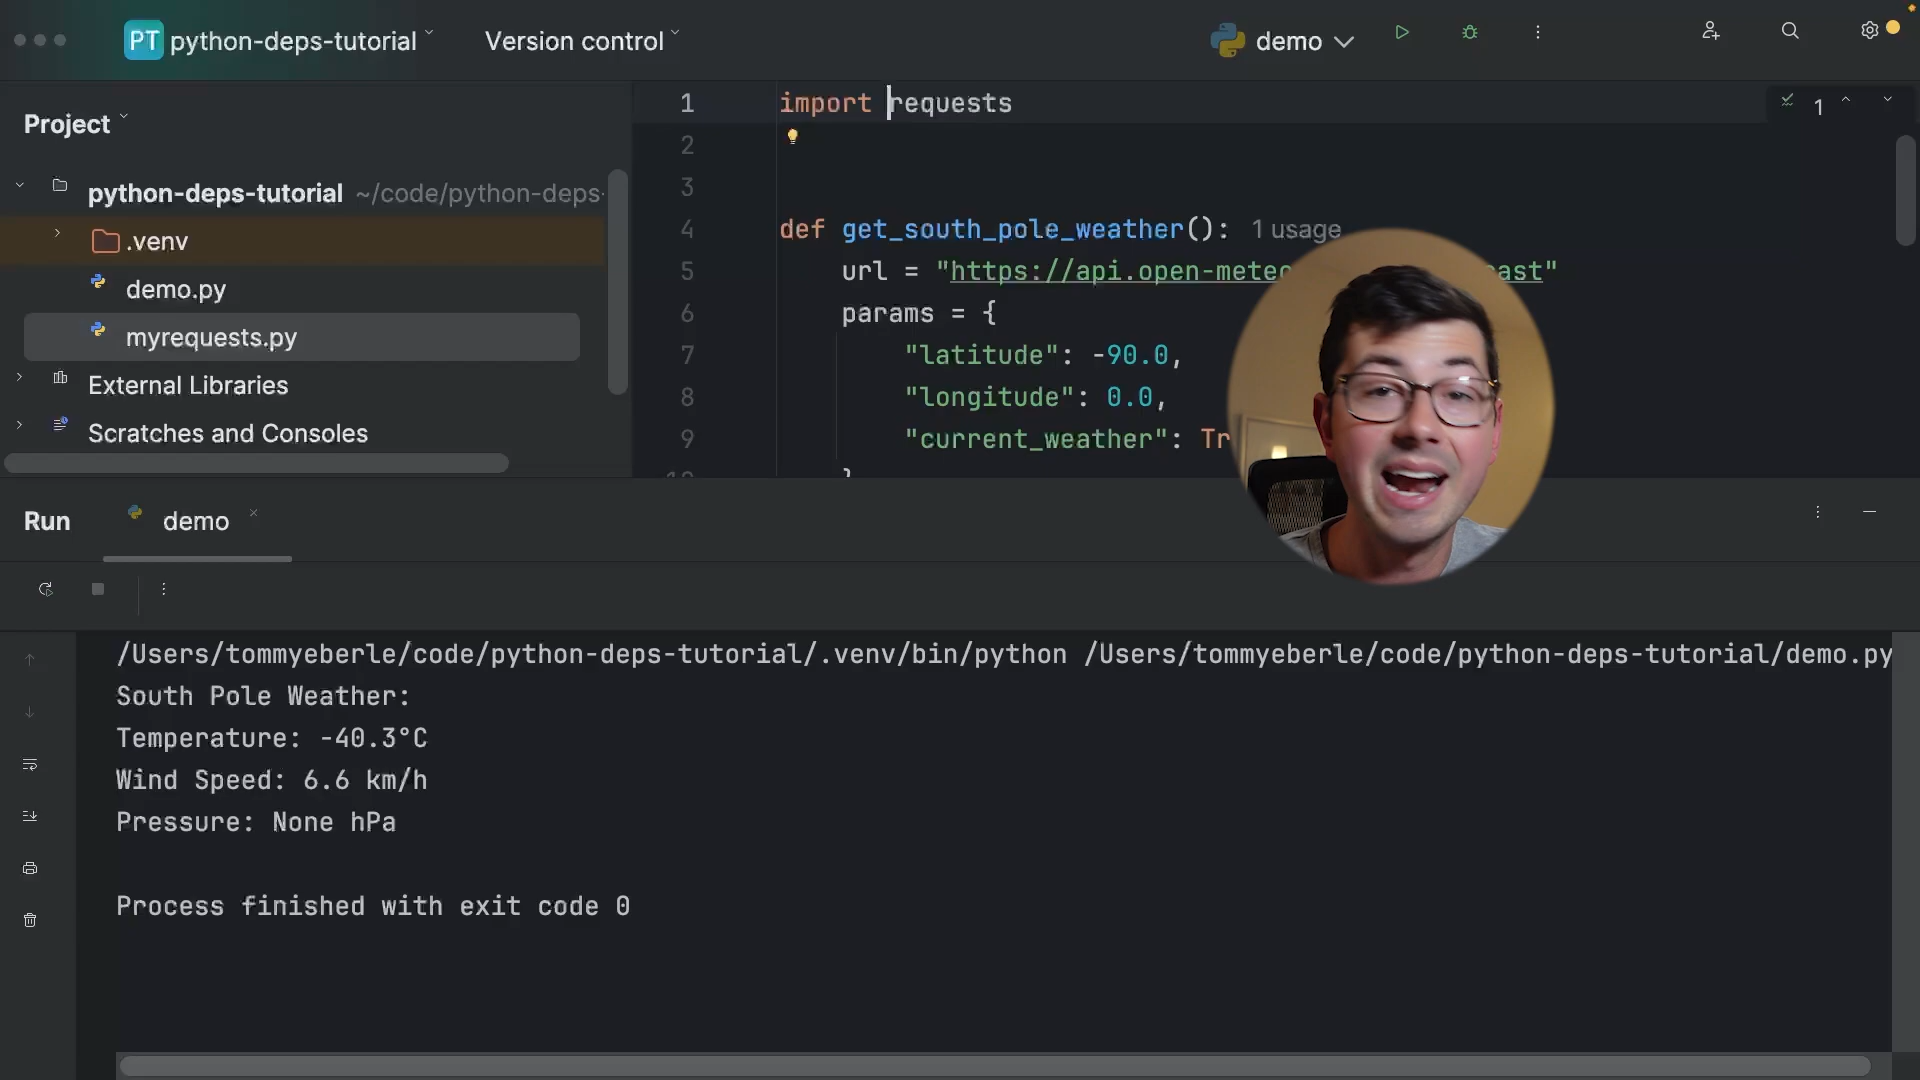 PT python-deps-tutorial
Version control
demo
Project
python-deps-tutorial ~/code/python-deps-
.venv
demo.py
myrequests.py
External Libraries
Scratches and Consoles
1 import requests
1
2
3
4 def get_south_pole_weather(): 1 usage
5 url = "https://api.open-meteo ast"
6 params = {
7 "latitude": -90.0,
8 "longitude": 0.0,
9 "current_weather": Tr
10 }
Run
demo
/Users/tommyeberle/code/python-deps-tutorial/.venv/bin/python /Users/tommyeberle/code/python-deps-tutorial/demo.py
South Pole Weather:
Temperature: -40.3°C
Wind Speed: 6.6 km/h
Pressure: None hPa
Process finished with exit code 0